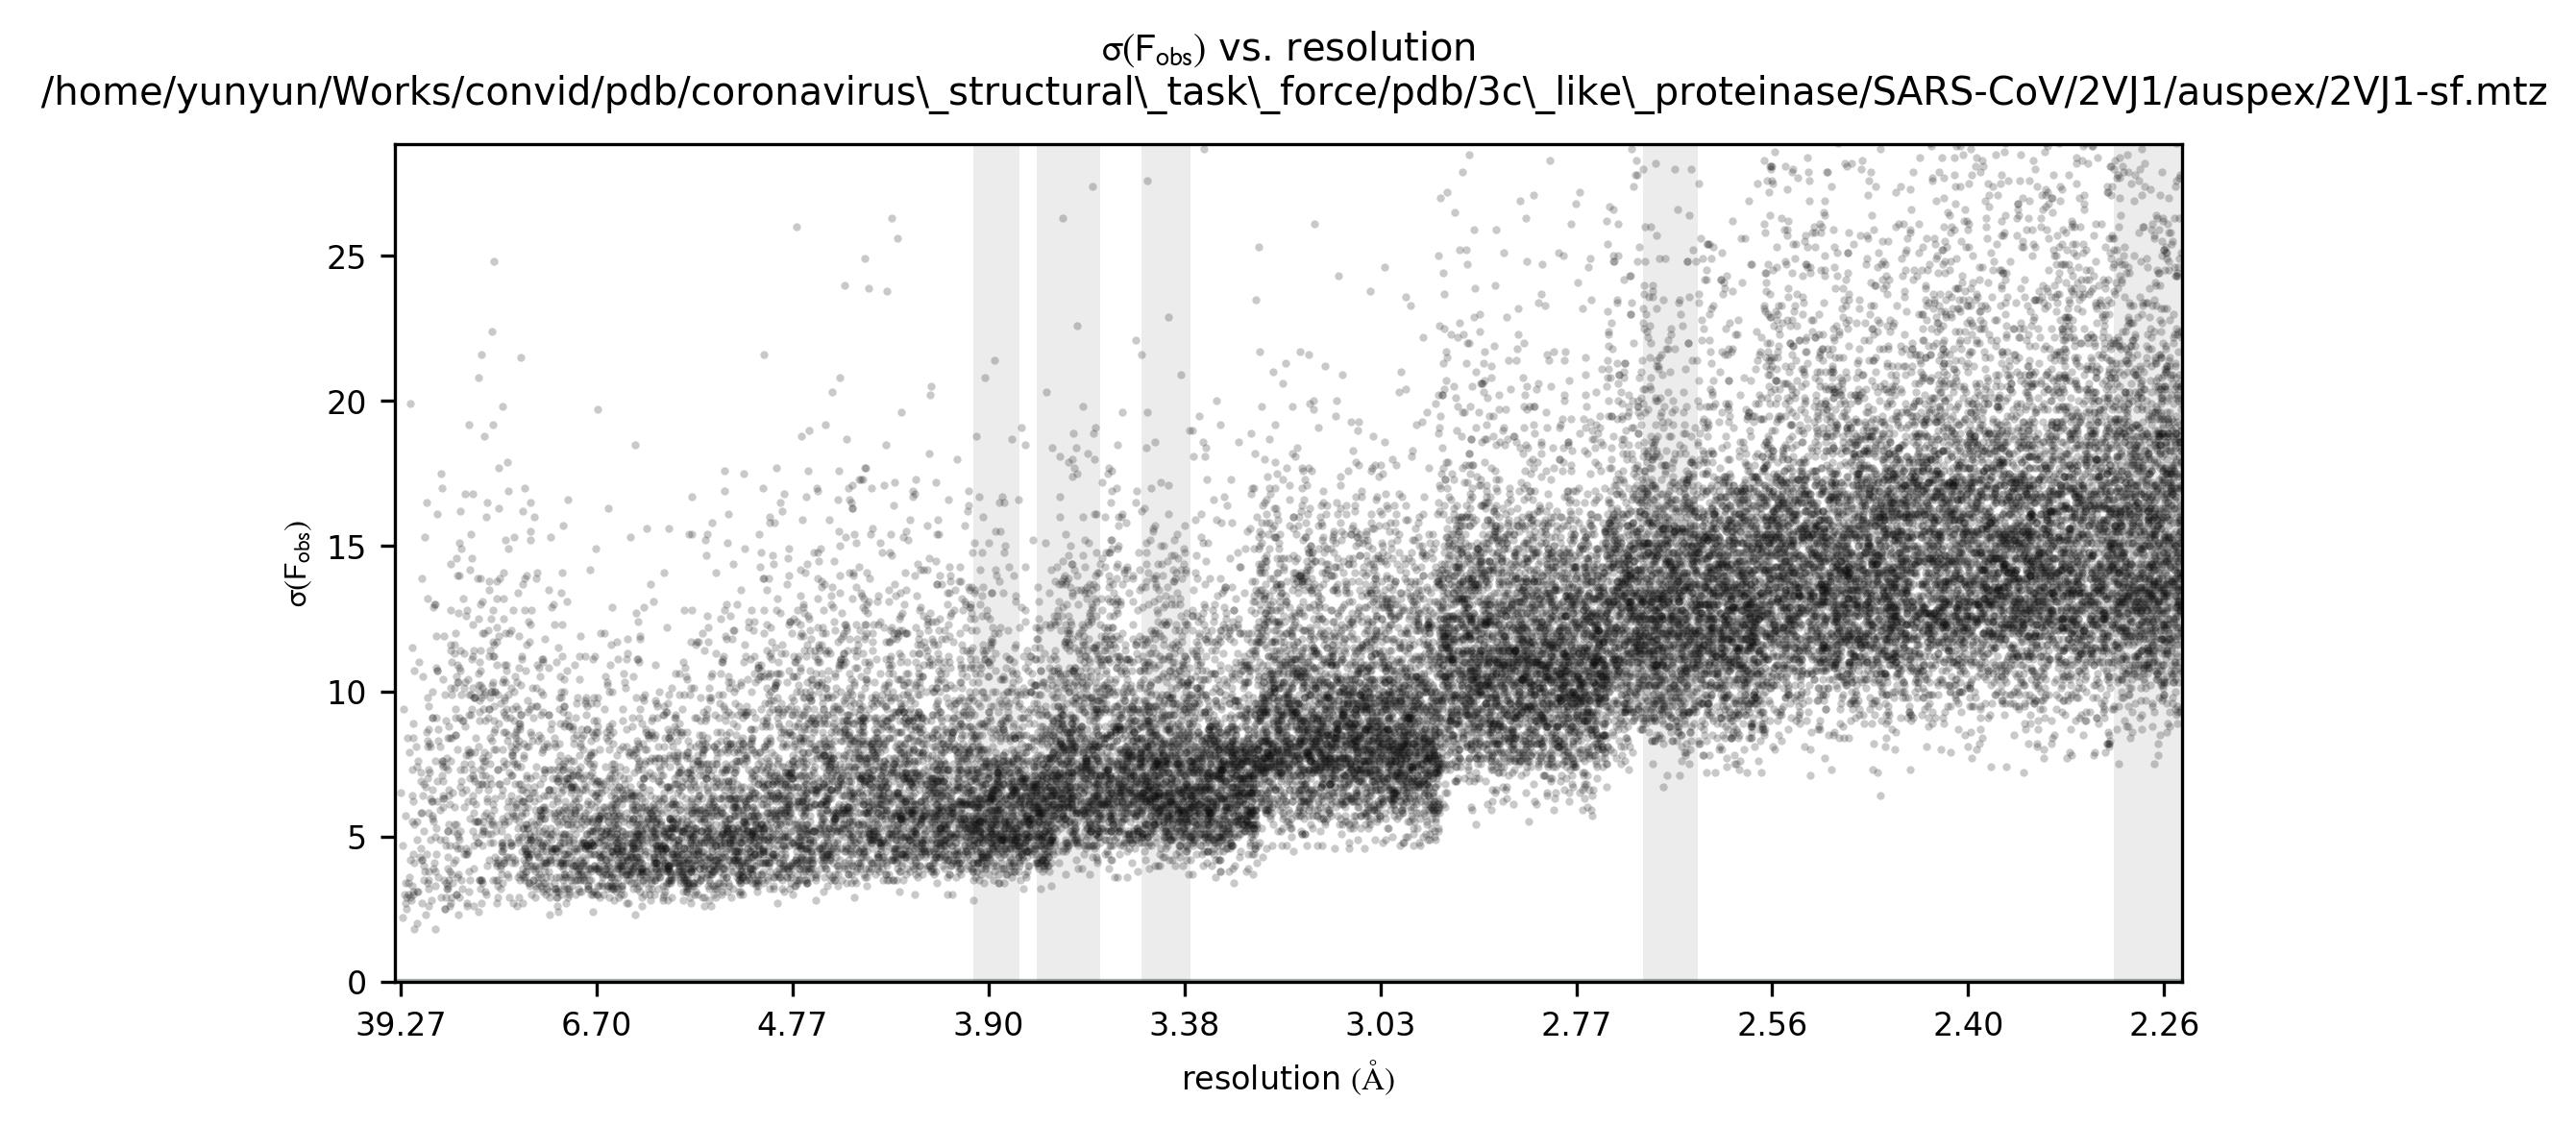 σ(Fobs) vs. resolution
/home/yunyun/Works/convid/pdb/coronavirus\_structural\_task\_force/pdb/3c\_like\_proteinase/SARS-CoV/2VJ1/auspex/2VJ1-sf.mtz
25
20
15
10
5
0
σ(Fobs)
39.27 6.70 4.77 3.90 3.38 3.03 2.77 2.56 2.40 2.26
resolution (Å)